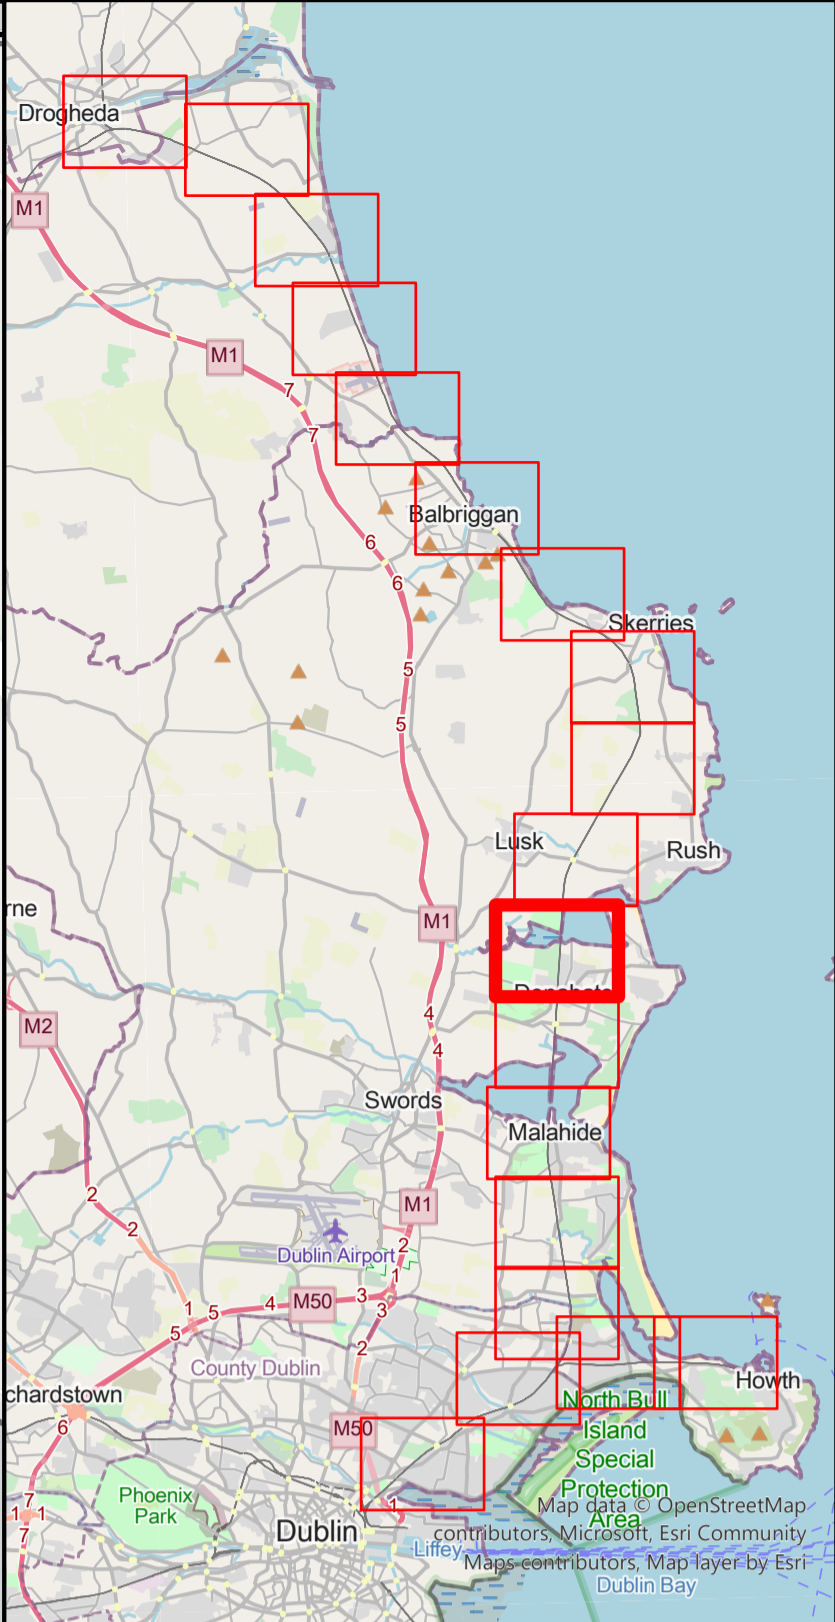 Drogheda
M1
M1
7
7
Balbriggan
6
6
Skerries
5
5
Lusk
Rush
rne
M1
Donabate
M2
4
4
Swords
Malahide
2
M1
2
Dublin Airport
2
1
1
5
4
M50
3
3
5
2
County Dublin
chardstown
Howth
North Bull
Island
Special
Protection
Area
M50
6
7
1
1
7
Phoenix
Park
1
Dublin
Liffey
Map data © OpenStreetMap
contributors, Microsoft, Esri Community
Maps contributors, Map layer by Esri
Dublin Bay